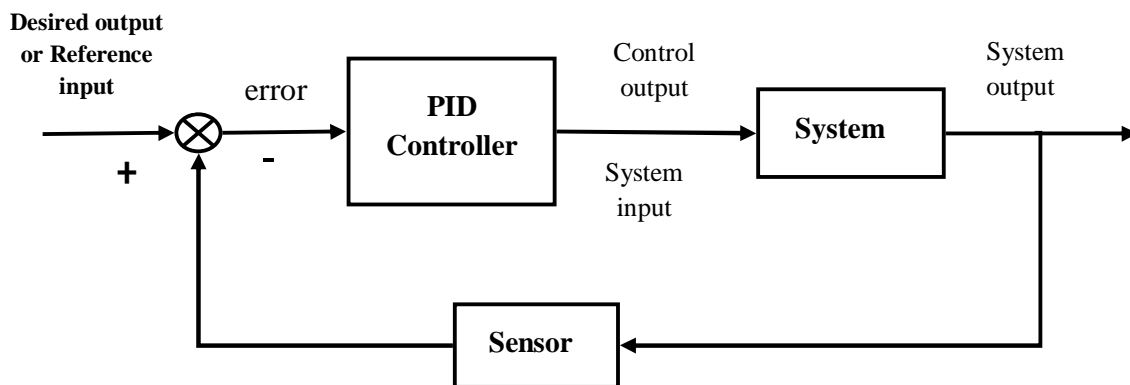 Desired output
or Reference
input
+
error
-
PID
Controller
Control
output
System
input
System
System
output
Sensor